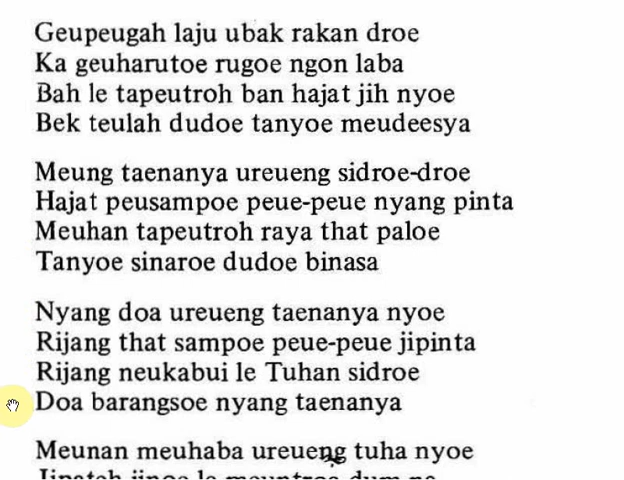 Geupeugah laju ubak rakan droe
Ka geuharutoe rugoe ngon laba
Bah le tapeutroh ban hajat jih nyoe
Bek teulah dudoe tanyoe meudeesya
Meung taenanya ureueng sidroe-droe
Hajat peusampoe peue-peue nyang pinta
Meuhan tapeutroh raya that paloe
Tanyoe sinaroe dudoe binasa
Nyang doa ureueng taenanya nyoe
Rijang that sampoe peue-peue jipinta
Rijang neukabui le Tuhan sidroe
Doa barangsoe nyang taenanya
Meunan meuhaba ureueng tuha nyoe